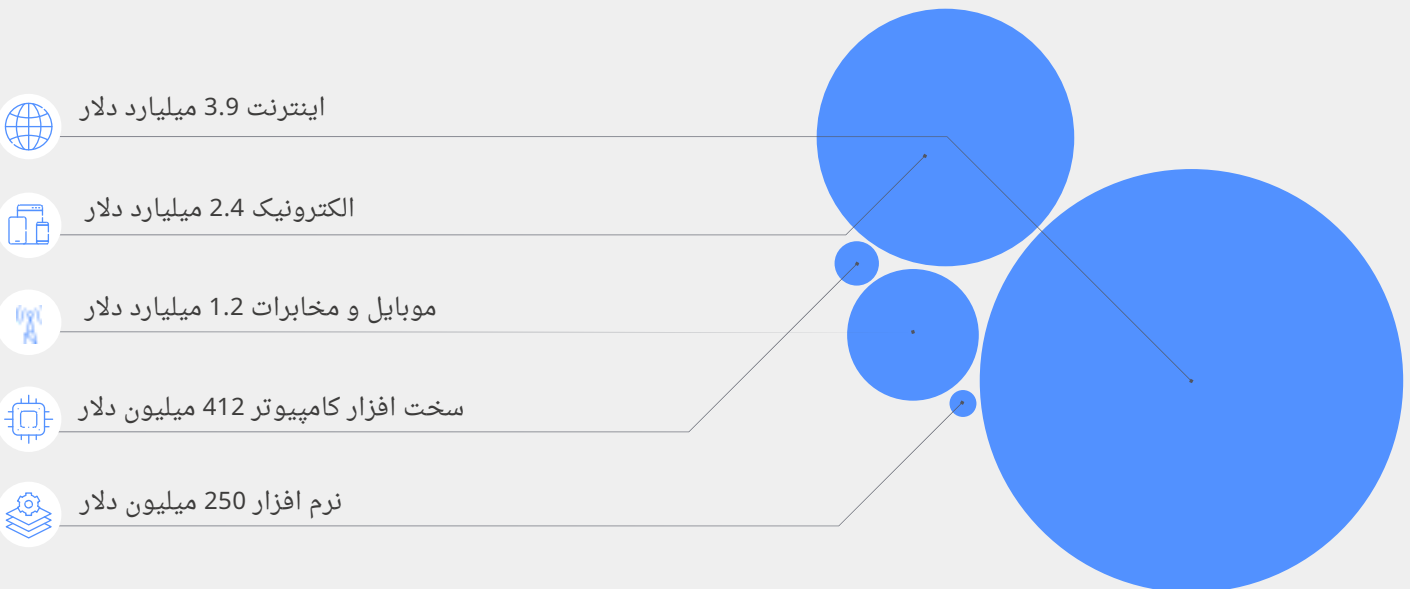 اینترنت 3.9 میلیارد دلار
الکترونیک 2.4 میلیارد دلار
موبایل و مخابرات 1.2 میلیارد دلار
سخت افزار کامپیوتر 412 میلیون دلار
نرم افزار 250 میلیون دلار